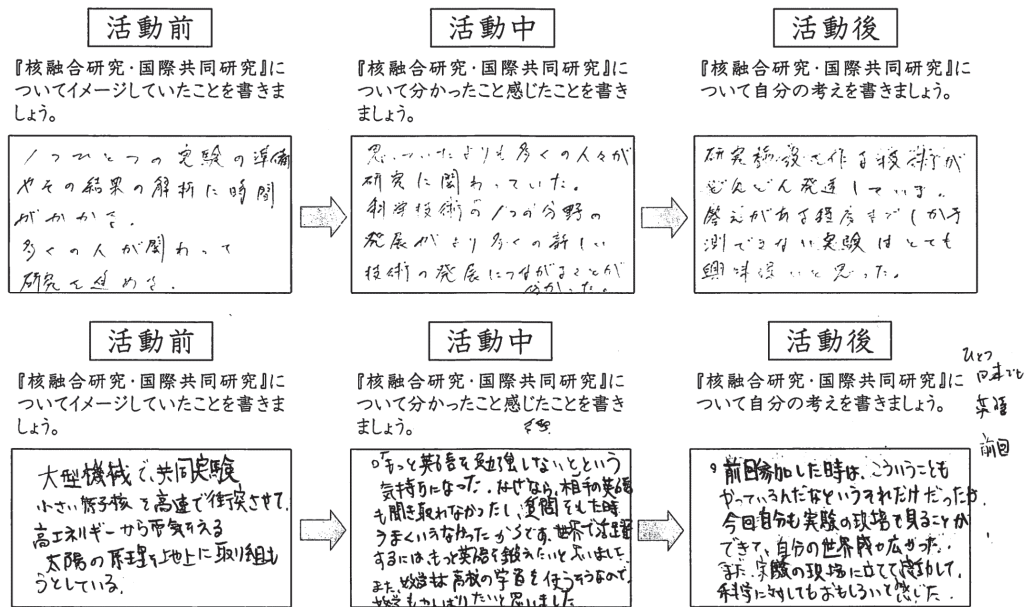 活動前
『核融合研究・国際共同研究』に
ついてイメージしていたことを書きま
しょう。
1つひとつの実験の準備
やその結果の解析に時間
がかかる。
多くの人が関わって
研究を進める。
活動中
『核融合研究・国際共同研究』に
ついて分かったこと感じたことを書き
ましょう。
思っていたよりも多くの人々が
研究に関わっていた。
科学技術の1つの分野の
発展がより多くの新しい
技術の発展につながることが
分かった。
活動後
『核融合研究・国際共同研究』に
ついて自分の考えを書きましょう。
研究施設を作る技術が
どんどん発達している。
答えがある程度までしか予
測できない実験はとても
興味深いと思った。
活動前
『核融合研究・国際共同研究』に
ついてイメージしていたことを書きま
しょう。
大型機械で、共同実験
小さい原子核を高速で衝突させて、
高エネルギーから電気
太陽の原理を地上に取り組も
うとしている。
活動中
『核融合研究・国際共同研究』に
ついて分かったこと感じたことを書き
ましょう。
もっと英語を勉強しないとという
気持ちになった。なぜなら、相手の英語
も聞き取れなかったし、質問をした時
うまくいかなかったからです。世界で活躍
するには、もっと英語を鍛えたいと思いました。
また、高校の学習を使うそうなので、
数学もがんばりたいと思いました
活動後
『核融合研究・国際共同研究』に
ついて自分の考えを書きましょう。
前回参加した時は、こういうことも
やっているんだなというそれだけだったが、
今回自分も実験の現場を見ることが
できて、自分の世界感が広がった。
また、実験の現場に立てて感動して、
科学に対してもおもしろいと感じた。
ひとつ
日本でも
英語
前回